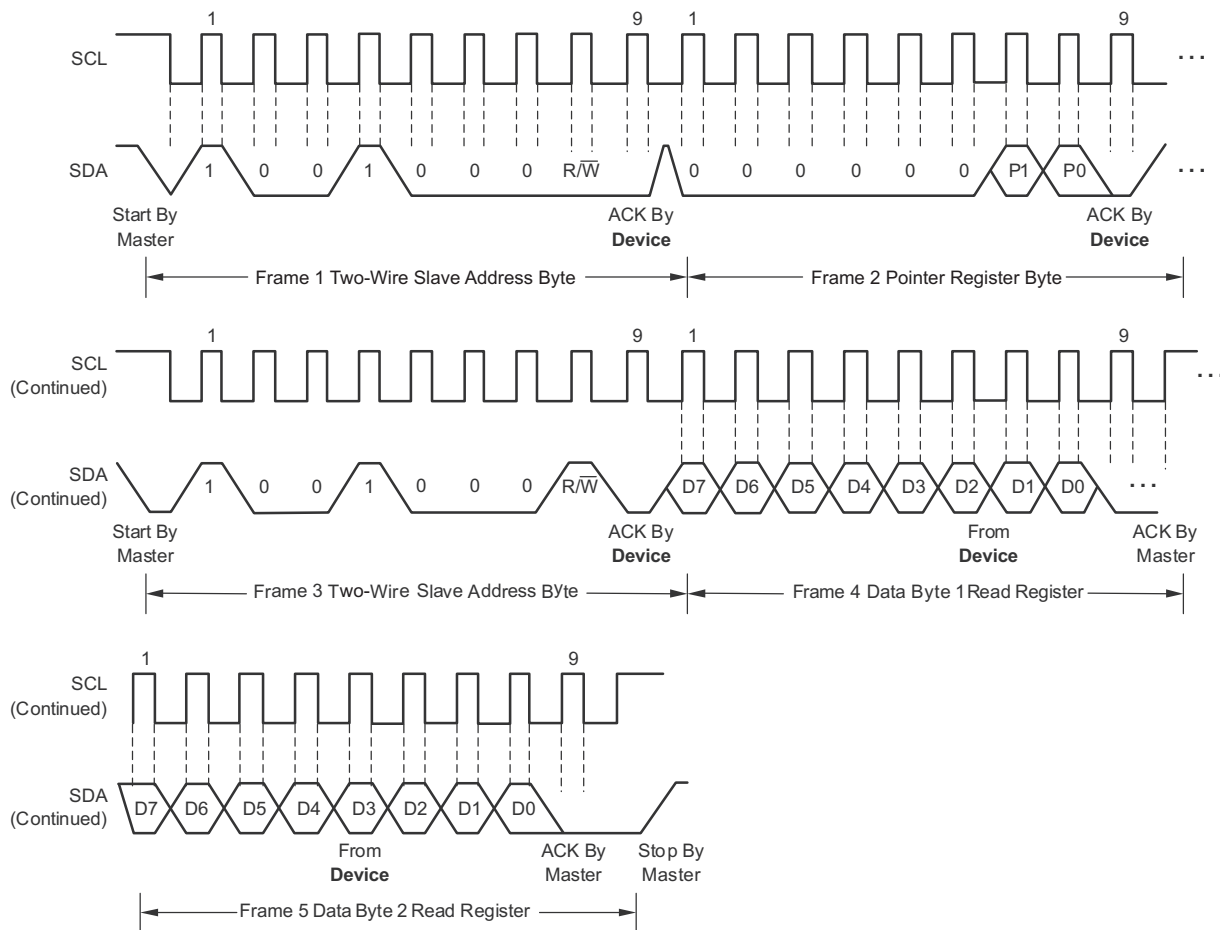 1 9 1 9
SCL ...
SDA 1 0 0 1 0 0 0 R/W̅ 0 0 0 0 0 0 P1 P0 ...
Start By Master
ACK By Device
ACK By Device
Frame 1 Two-Wire Slave Address Byte
Frame 2 Pointer Register Byte
1 9 1 9
SCL (Continued) ...
SDA (Continued) 1 0 0 1 0 0 0 R/W̅ D7 D6 D5 D4 D3 D2 D1 D0 ...
Start By Master
ACK By Device
From Device
ACK By Master
Frame 3 Two-Wire Slave Address Byte
Frame 4 Data Byte 1 Read Register
1 9
SCL (Continued)
SDA (Continued) D7 D6 D5 D4 D3 D2 D1 D0
From Device
ACK By Master
Stop By Master
Frame 5 Data Byte 2 Read Register